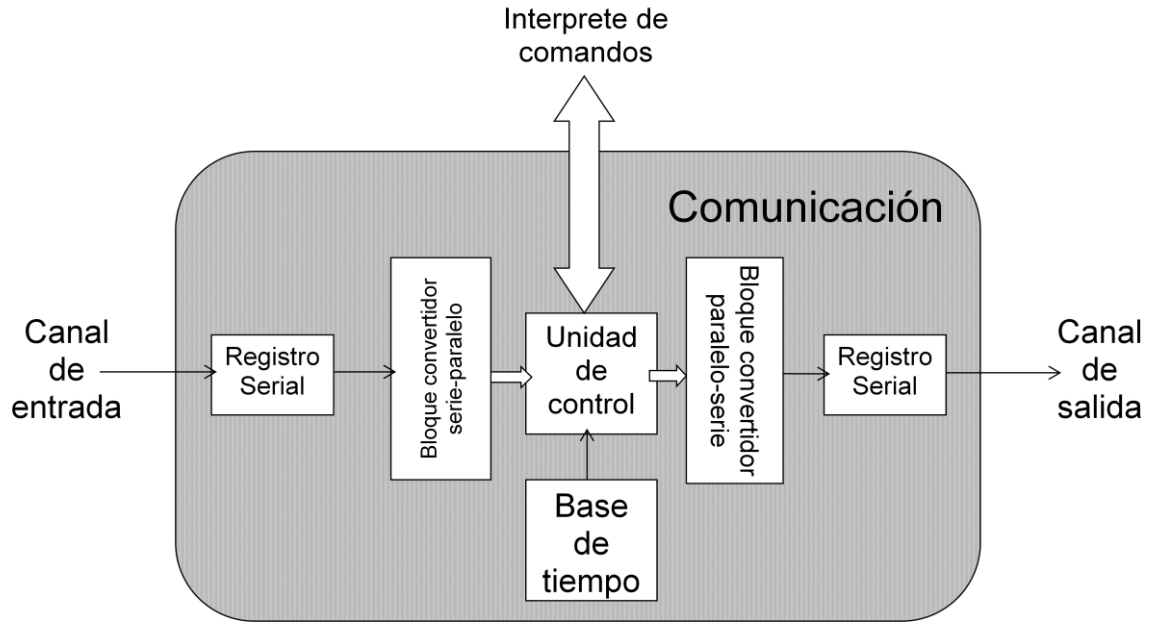 Interprete de
comandos
Comunicación
Canal
de
entrada
Registro
Serial
Bloque convertidor
serie-paralelo
Unidad
de
control
Bloque convertidor
paralelo-serie
Registro
Serial
Canal
de
salida
Base
de
tiempo